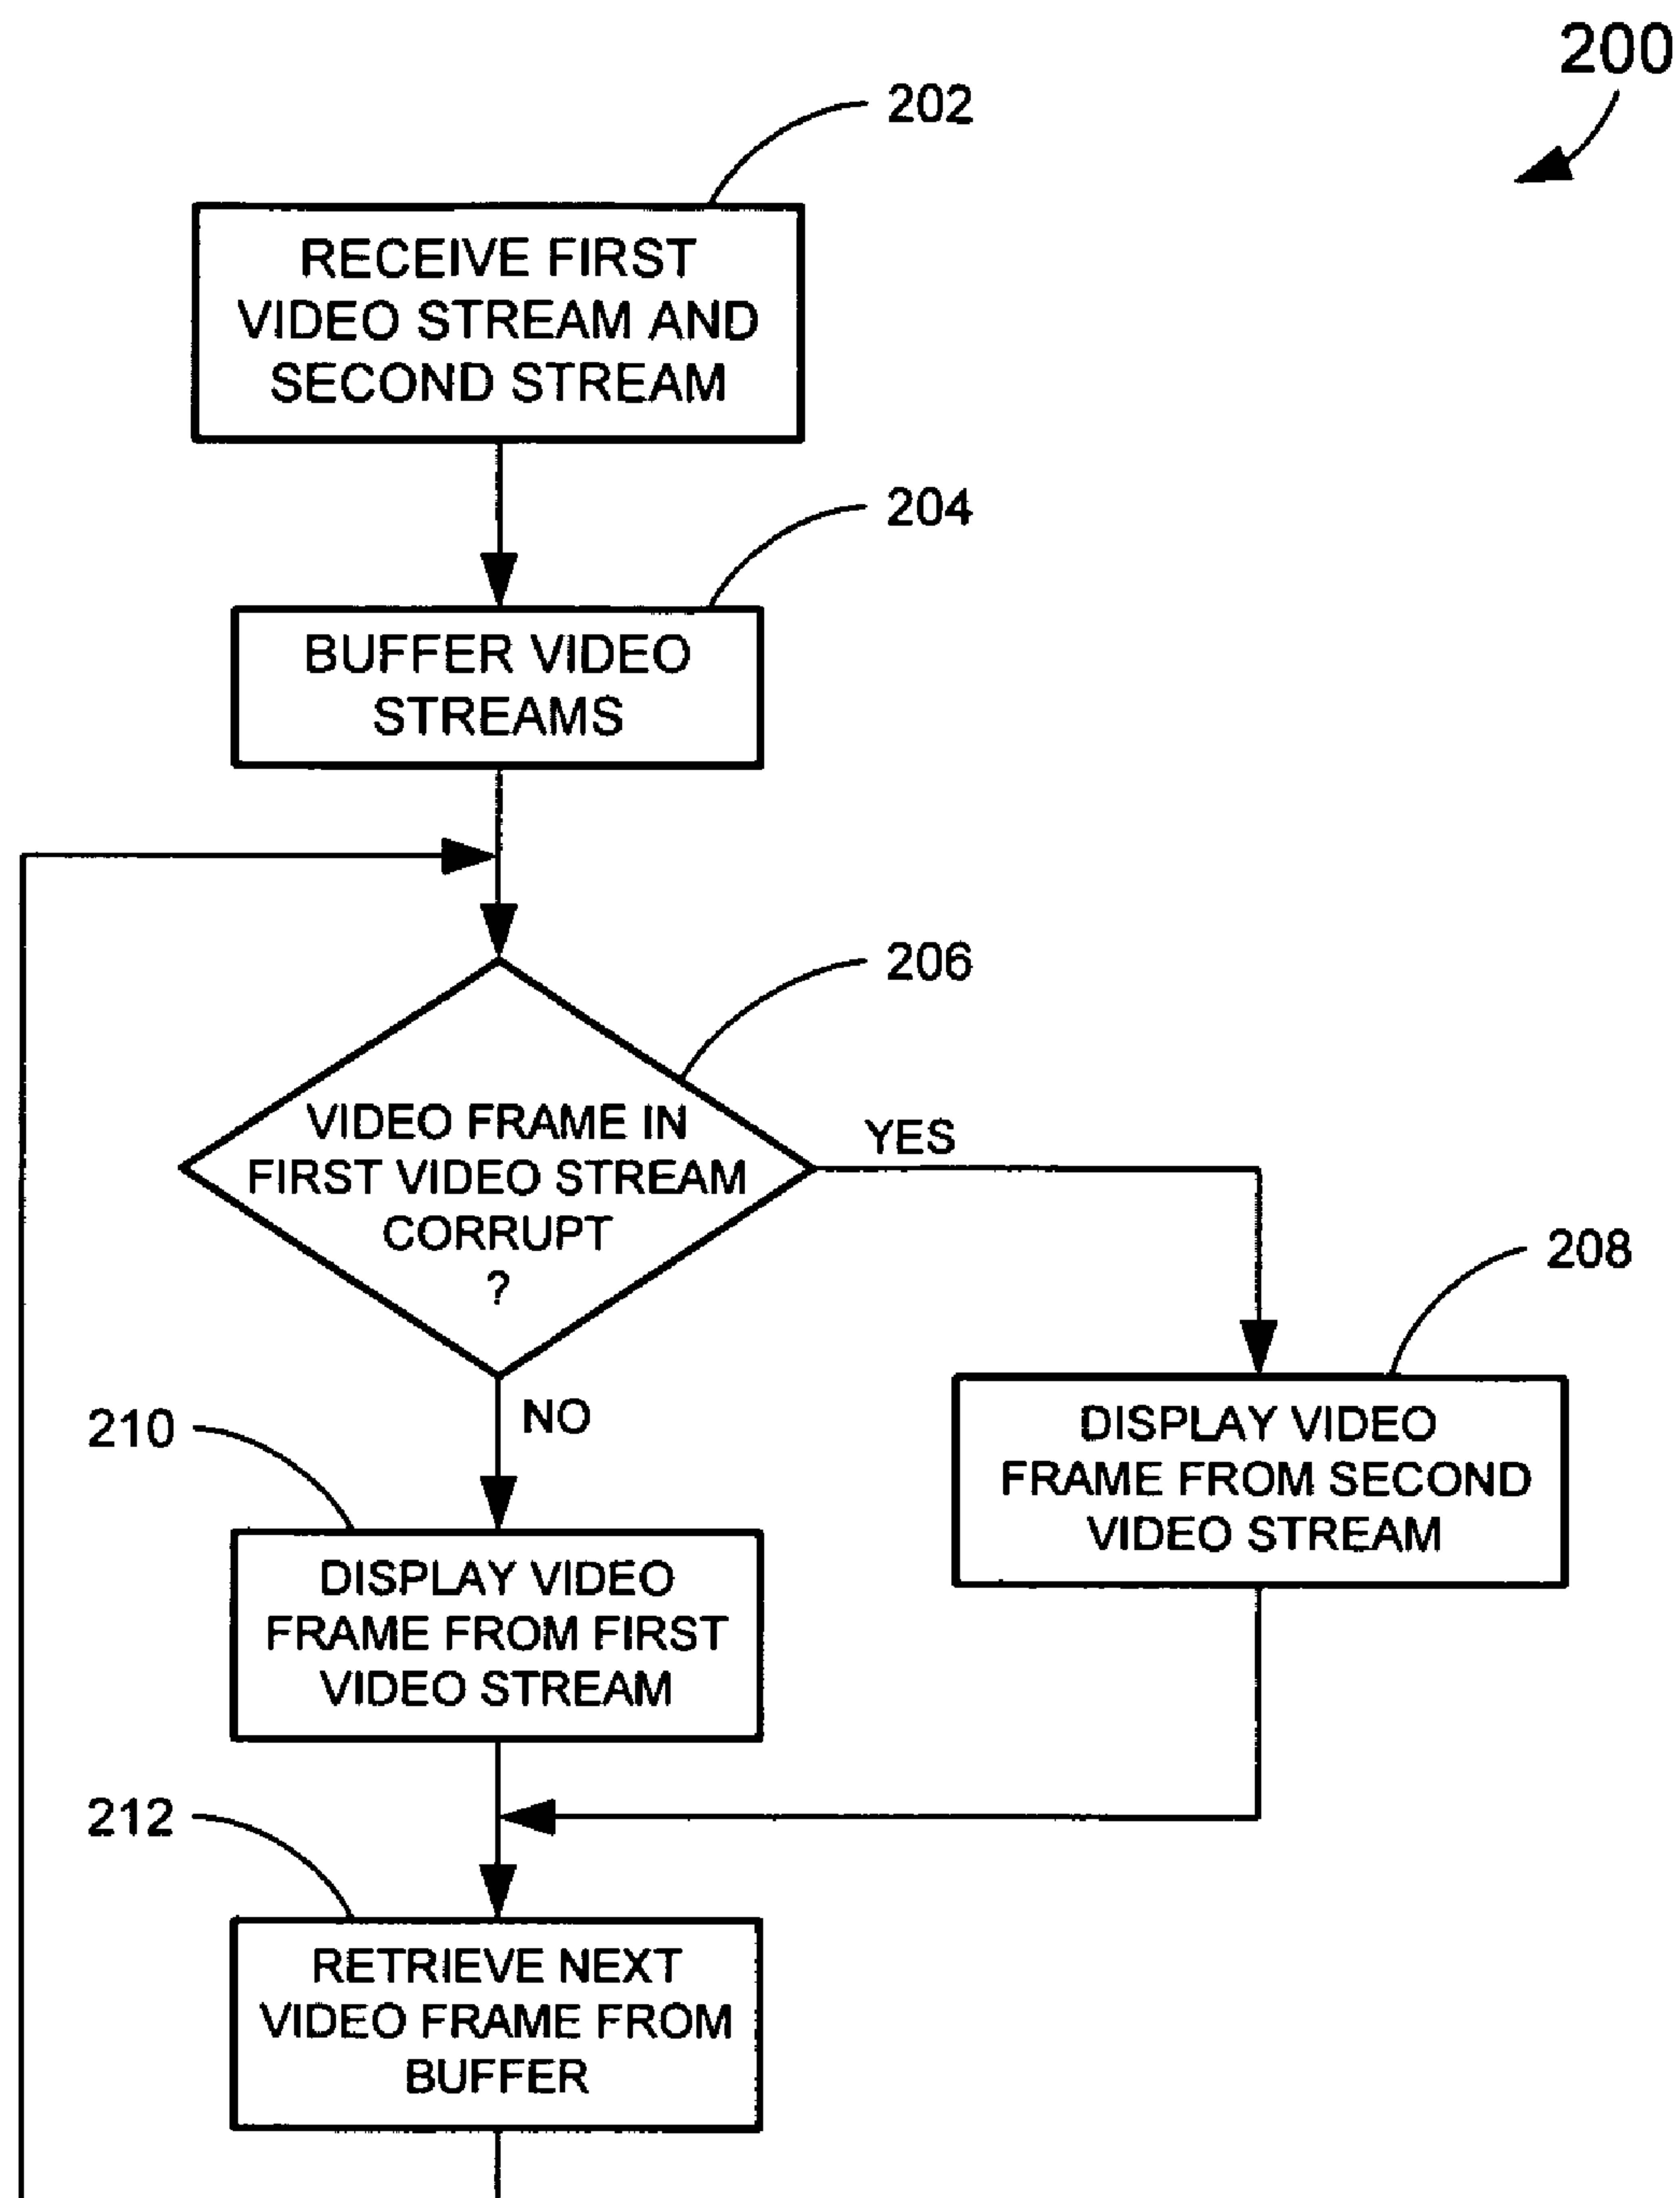 200
202
RECEIVE FIRST
VIDEO STREAM AND
SECOND STREAM
204
BUFFER VIDEO
STREAMS
206
VIDEO FRAME IN
FIRST VIDEO STREAM
CORRUPT
?
YES
208
DISPLAY VIDEO
FRAME FROM SECOND
VIDEO STREAM
NO
210
DISPLAY VIDEO
FRAME FROM FIRST
VIDEO STREAM
212
RETRIEVE NEXT
VIDEO FRAME FROM
BUFFER